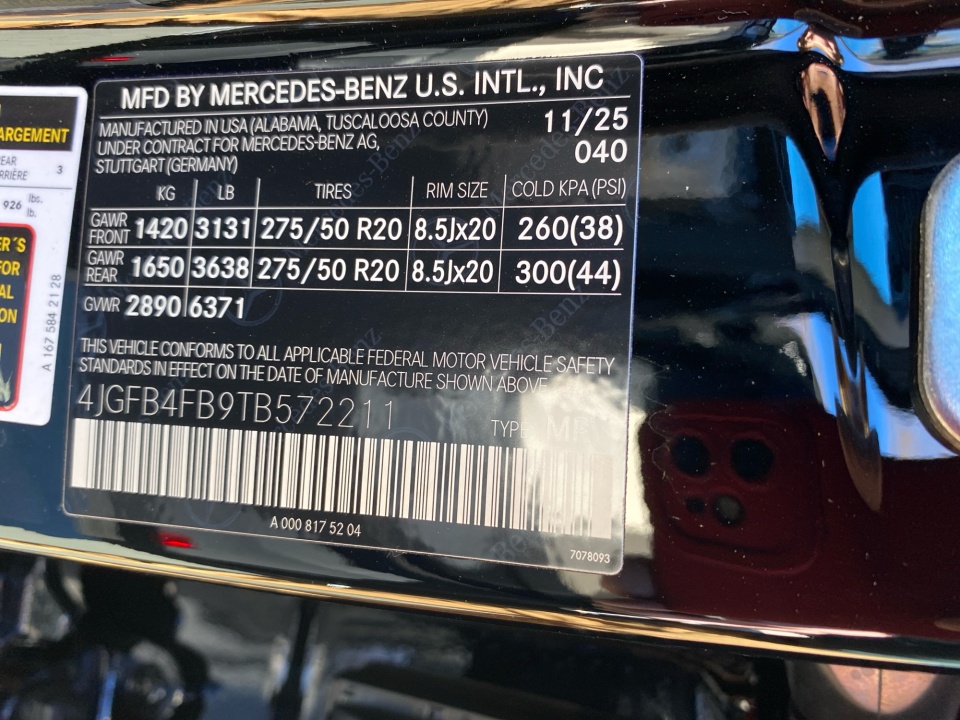 MFD BY MERCEDES-BENZ U.S. INTL., INC
MANUFACTURED IN USA (ALABAMA, TUSCALOOSA COUNTY) 11/25
UNDER CONTRACT FOR MERCEDES-BENZ AG, 040
STUTTGART (GERMANY)
KG LB TIRES RIM SIZE COLD KPA (PSI)
GAWR FRONT 1420 3131 275/50 R20 8.5Jx20 260(38)
GAWR REAR 1650 3638 275/50 R20 8.5Jx20 300(44)
GVWR 2890 6371
THIS VEHICLE CONFORMS TO ALL APPLICABLE FEDERAL MOTOR VEHICLE SAFETY
STANDARDS IN EFFECT ON THE DATE OF MANUFACTURE SHOWN ABOVE
4JGFB4FB9TB572211
TYPE: MPV
A 000 817 52 04
7078093
3
926 lbs.
lb.
A 167 584 21 28